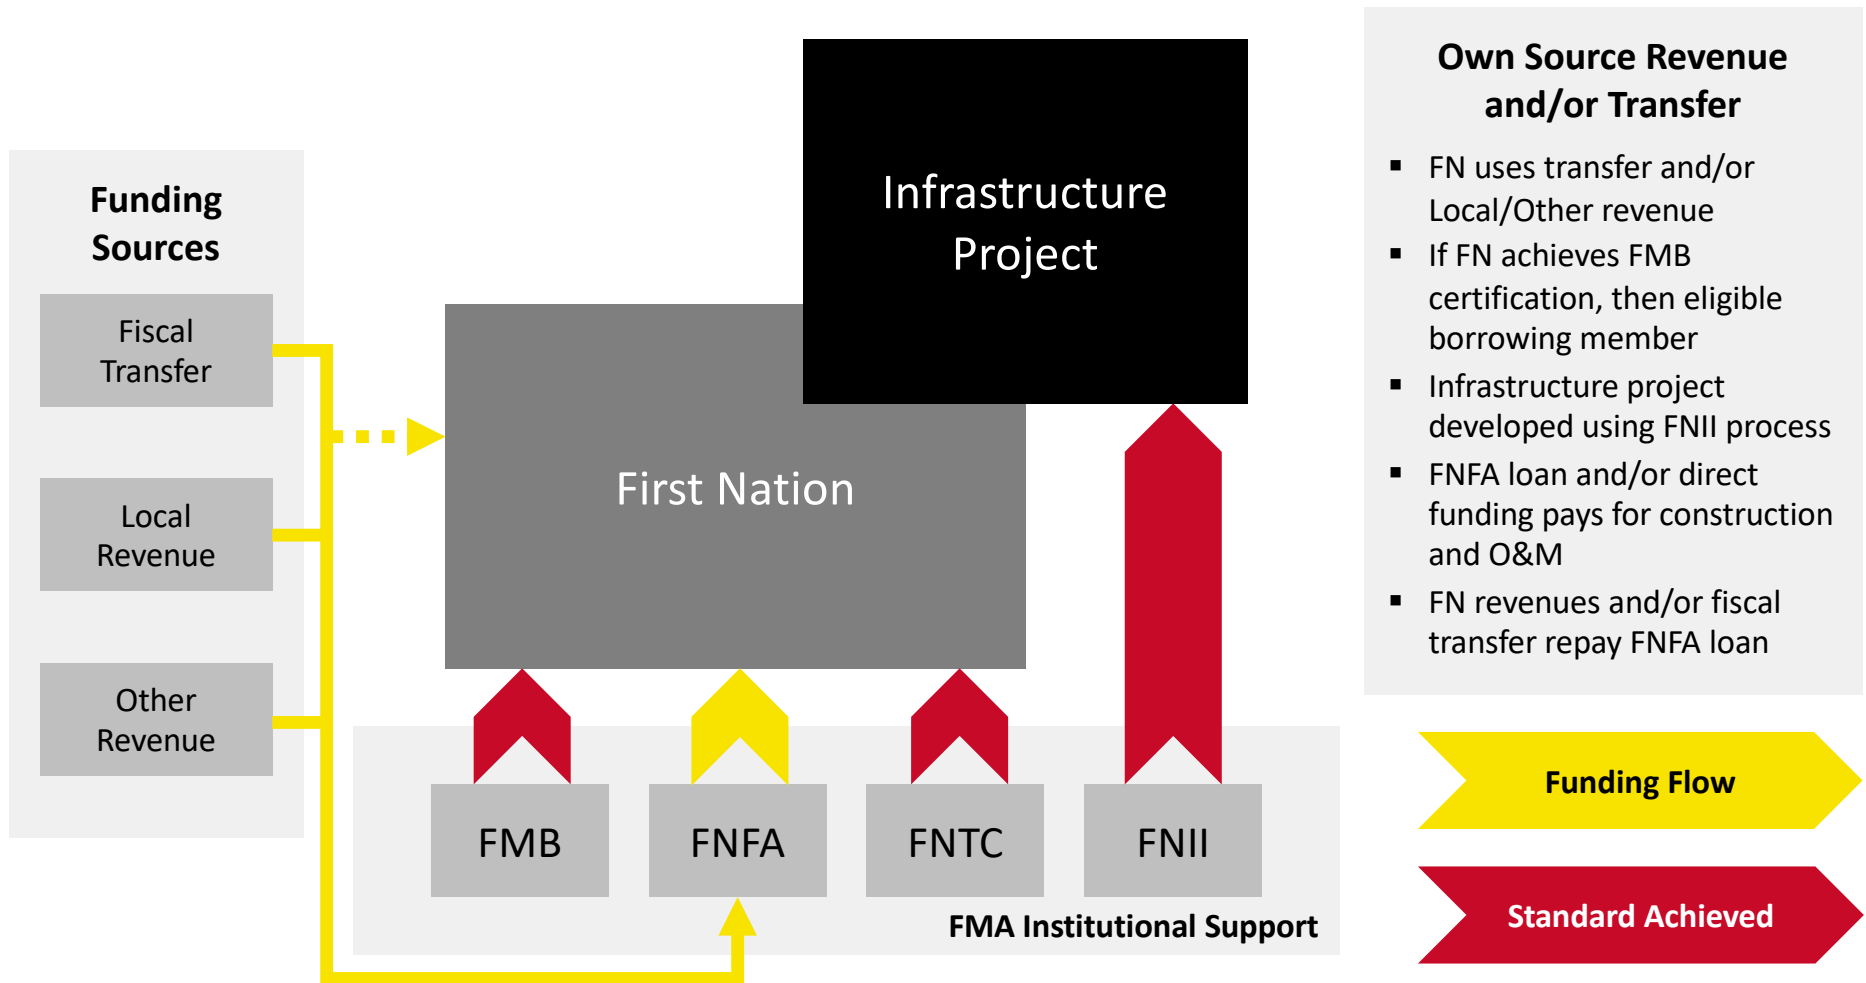 Funding
Sources
Fiscal
Transfer
Local
Revenue
Other
Revenue
Infrastructure
Project
First Nation
FMB
FNFA
FNTC
FNII
FMA Institutional Support
Own Source Revenue
and/or Transfer
▪ FN uses transfer and/or
Local/Other revenue
▪ If FN achieves FMB
certification, then eligible
borrowing member
▪ Infrastructure project
developed using FNII process
▪ FNFA loan and/or direct
funding pays for construction
and O&M
▪ FN revenues and/or fiscal
transfer repay FNFA loan
Funding Flow
Standard Achieved